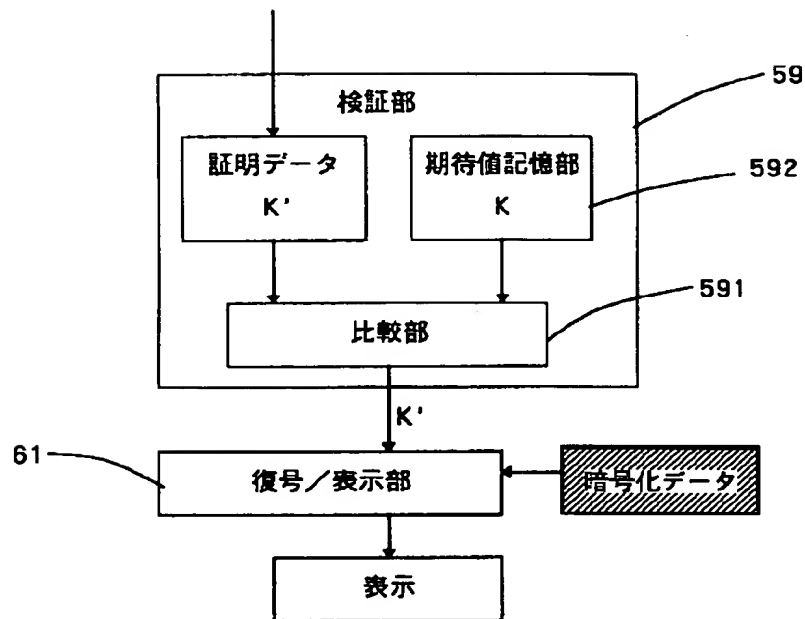 検証部
59
証明データ
K'
期待値記憶部
K
592
比較部
591
K'
61
復号／表示部
暗号化データ
表示